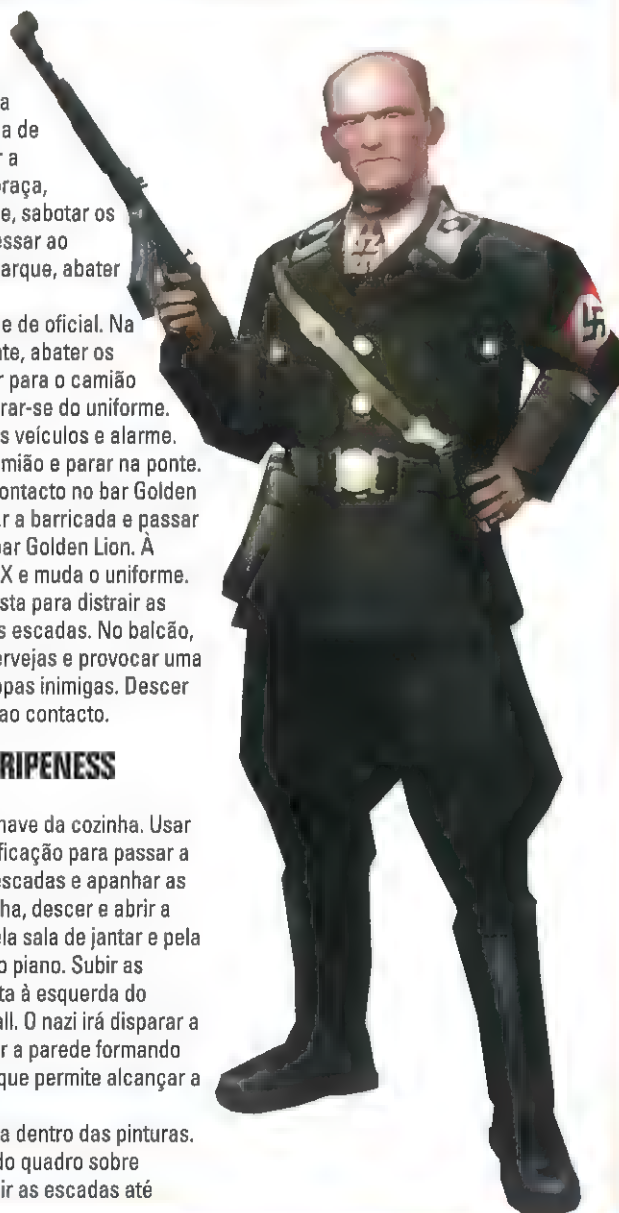 a
a de
r a
oraça,
e, sabotar os
essar ao
arque, abater
e de oficial. Na
nte, abater os
r para o camião
rar-se do uniforme.
s veículos e alarme.
mião e parar na ponte.
ontacto no bar Golden
ar a barricada e passar
bar Golden Lion. À
X e muda o uniforme.
sta para distrair as
s escadas. No balcão,
ervejas e provocar uma
opas inimigas. Descer
ao contacto.
RIPENESS
have da cozinha. Usar
ficação para passar a
escadas e apanhar as
ha, descer e abrir a
ela sala de jantar e pela
o piano. Subir as
ta à esquerda do
all. O nazi irá disparar a
ar a parede formando
que permite alcançar a
a dentro das pinturas.
do quadro sobre
ir as escadas até